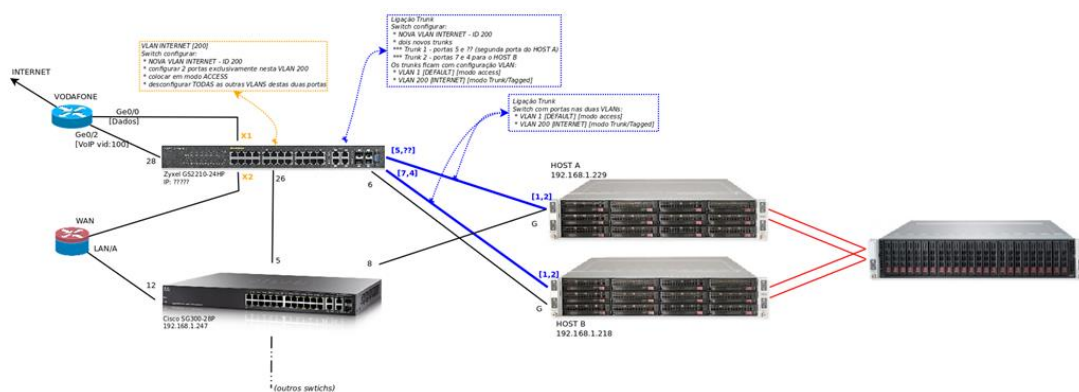 VLAN INTERNET [200]
Switch configurar:
* NOVA VLAN INTERNET - ID 200
* configurar 2 portas exclusivamente nesta VLAN 200
* colocar em modo ACCESS
* desconfigurar TODAS as outras VLANS destas duas portas
Ligação Trunk
Switch configurar:
* NOVA VLAN INTERNET - ID 200
* dois novos trunks
*** Trunk 1 - portas 5 e ?? (segunda porta do HOST A)
*** Trunk 2 - portas 7 e 4 para o HOST B
Os trunks ficam com configuração VLAN:
* VLAN 1 [DEFAULT] [modo access]
* VLAN 200 [INTERNET] [modo Trunk/Tagged]
Ligação Trunk
Switch com portas nas duas VLANs:
* VLAN 1 [DEFAULT] [modo access]
* VLAN 200 [INTERNET] [modo Trunk/Tagged]
INTERNET
VODAFONE
Ge0/0
[Dados]
Ge0/2
[VoIP vid:100]
X1
28
Zyxel GS2210-24HP
IP: ?????
X2
26
[5,??]
[7,4]
6
HOST A
192.168.1.229
[1,2]
G
WAN
LAN/A
5
8
12
Cisco SG300-28P
192.168.1.247
[1,2]
G
HOST B
192.168.1.218
(outros swtichs)